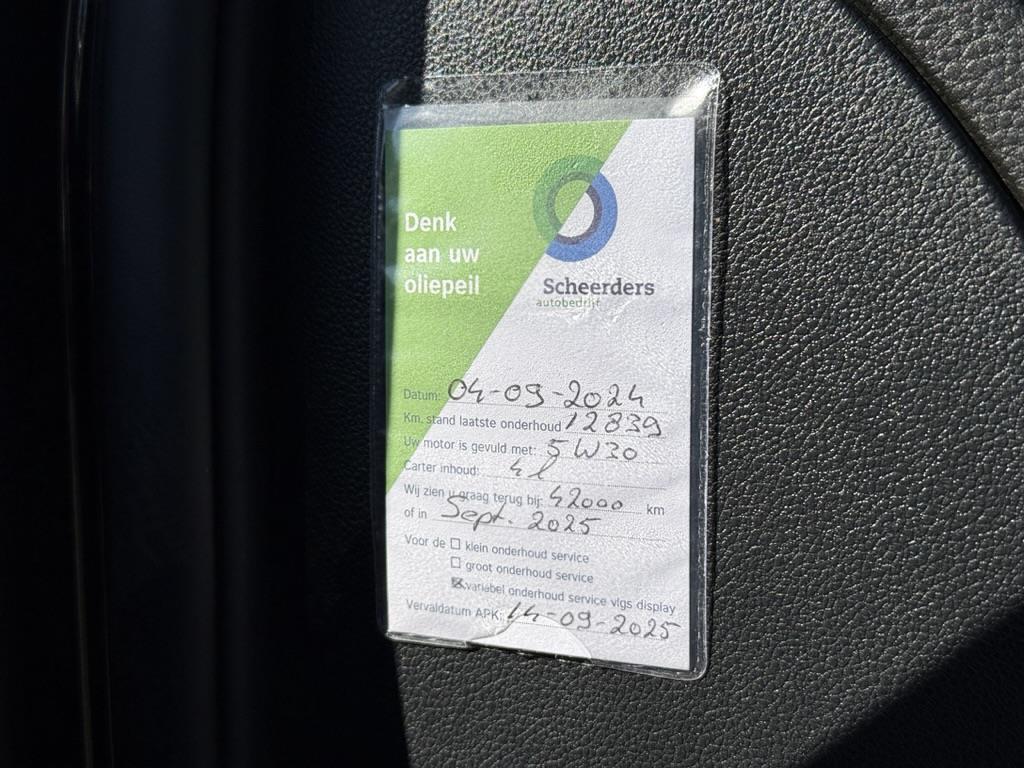 Denk
aan uw
oliepeil
Scheerders
autobedrijf
Datum: 04-09-2024
Km. stand laatste onderhoud 12839
Uw motor is gevuld met: 5W30
Carter inhoud: 4 l
Wij zien u graag terug bij: 42000 km
of in Sept. 2025
Voor de ☐ klein onderhoud service
☐ groot onderhoud service
☒ variabel onderhoud service vlgs display
Vervaldatum APK: 14-09-2025